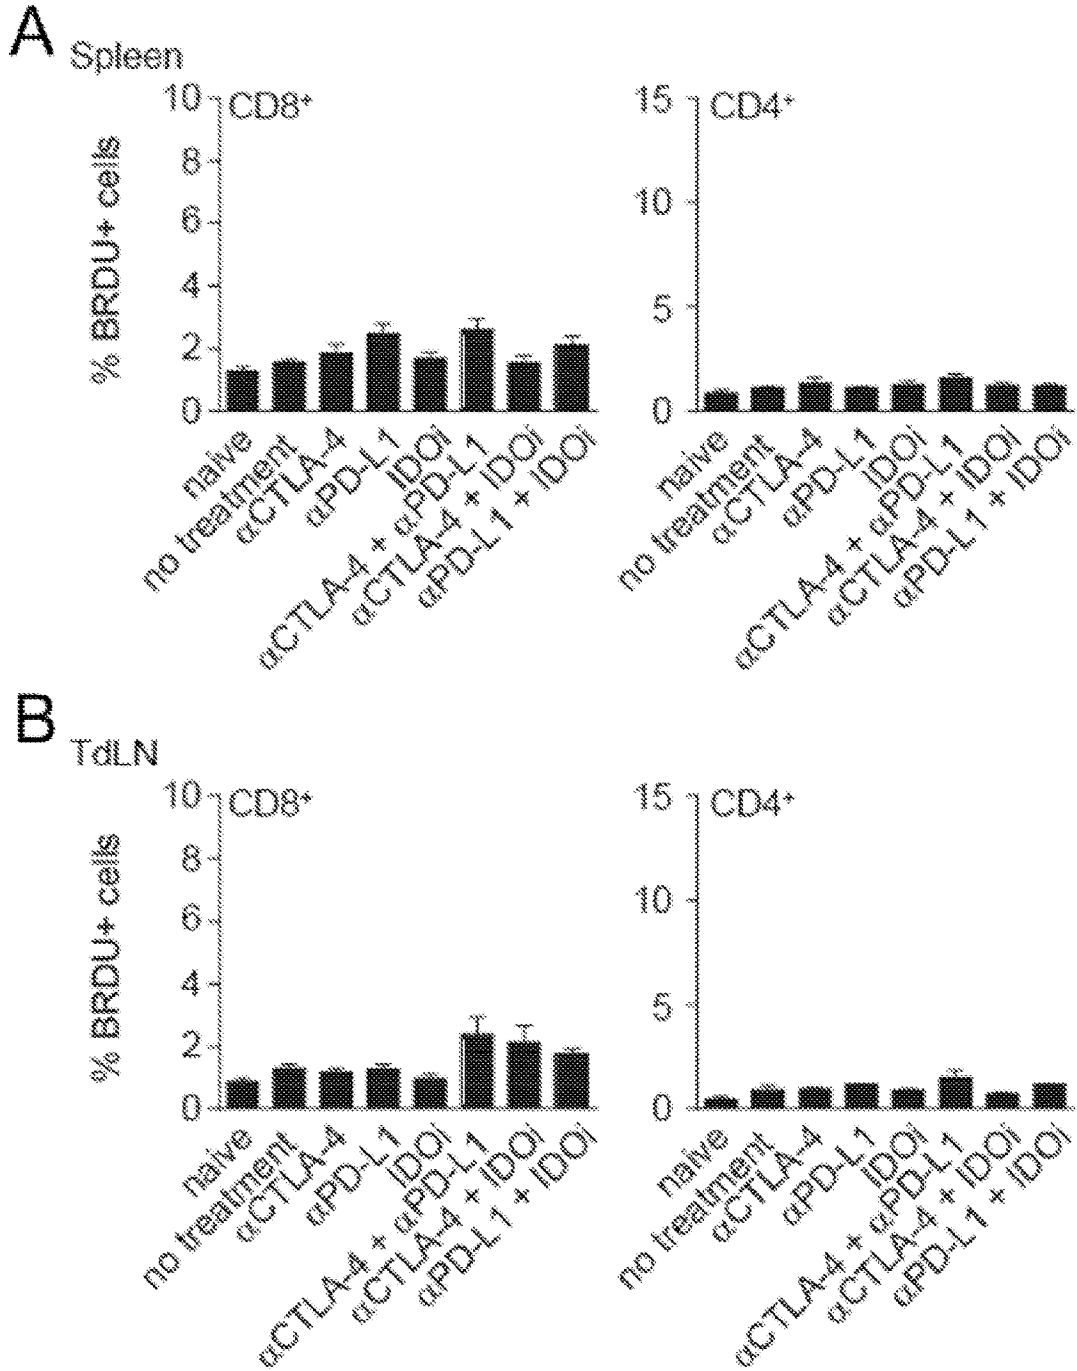 A
Spleen
% BRDU+ cells
10
8
6
4
2
0
CD8+
naive
no treatment
αCTLA-4
αPD-L1
IDOi
αCTLA-4 + αPD-L1
αCTLA-4 + IDOi
αPD-L1 + IDOi
15
10
5
0
CD4+
naive
no treatment
αCTLA-4
αPD-L1
IDOi
αCTLA-4 + αPD-L1
αCTLA-4 + IDOi
αPD-L1 + IDOi
B
TdLN
% BRDU+ cells
10
8
6
4
2
0
CD8+
naive
no treatment
αCTLA-4
αPD-L1
IDOi
αCTLA-4 + αPD-L1
αCTLA-4 + IDOi
αPD-L1 + IDOi
15
10
5
0
CD4+
naive
no treatment
αCTLA-4
αPD-L1
IDOi
αCTLA-4 + αPD-L1
αCTLA-4 + IDOi
αPD-L1 + IDOi